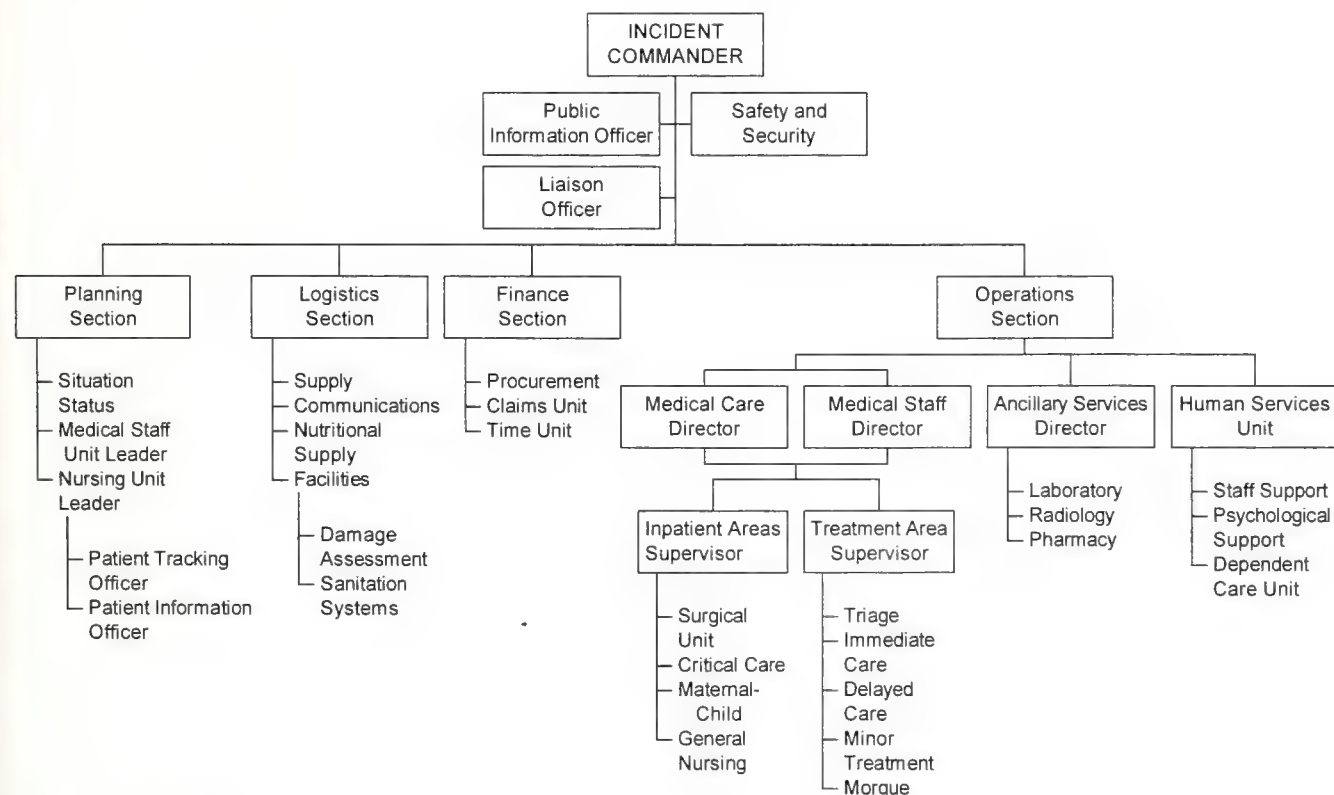 INCIDENT
COMMANDER
Public
Information Officer
Safety and
Security
Liaison
Officer
Planning
Section
Logistics
Section
Finance
Section
Operations
Section
Situation
Status
Medical Staff
Unit Leader
Nursing Unit
Leader
Patient Tracking
Officer
Patient Information
Officer
Supply
Communications
Nutritional
Supply
Facilities
Damage
Assessment
Sanitation
Systems
Procurement
Claims Unit
Time Unit
Medical Care
Director
Medical Staff
Director
Ancillary Services
Director
Human Services
Unit
Inpatient Areas
Supervisor
Treatment Area
Supervisor
Surgical
Unit
Critical Care
Maternal-
Child
General
Nursing
Triage
Immediate
Care
Delayed
Care
Minor
Treatment
Morgue
Laboratory
Radiology
Pharmacy
Staff Support
Psychological
Support
Dependent
Care Unit